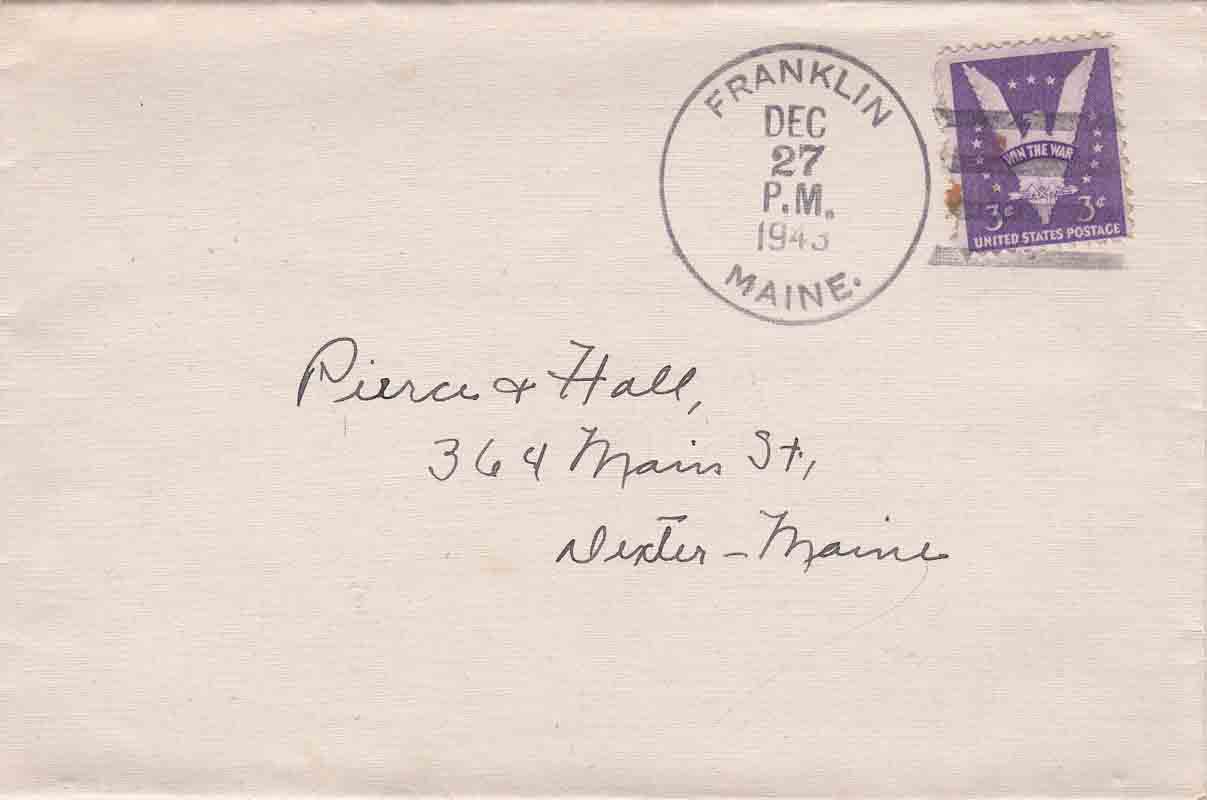 FRANKLIN
DEC
27
P.M.
1943
MAINE.
WIN THE WAR
3¢ 3¢
UNITED STATES POSTAGE
Pierce & Hall,
364 Main St,
Dexter - Maine